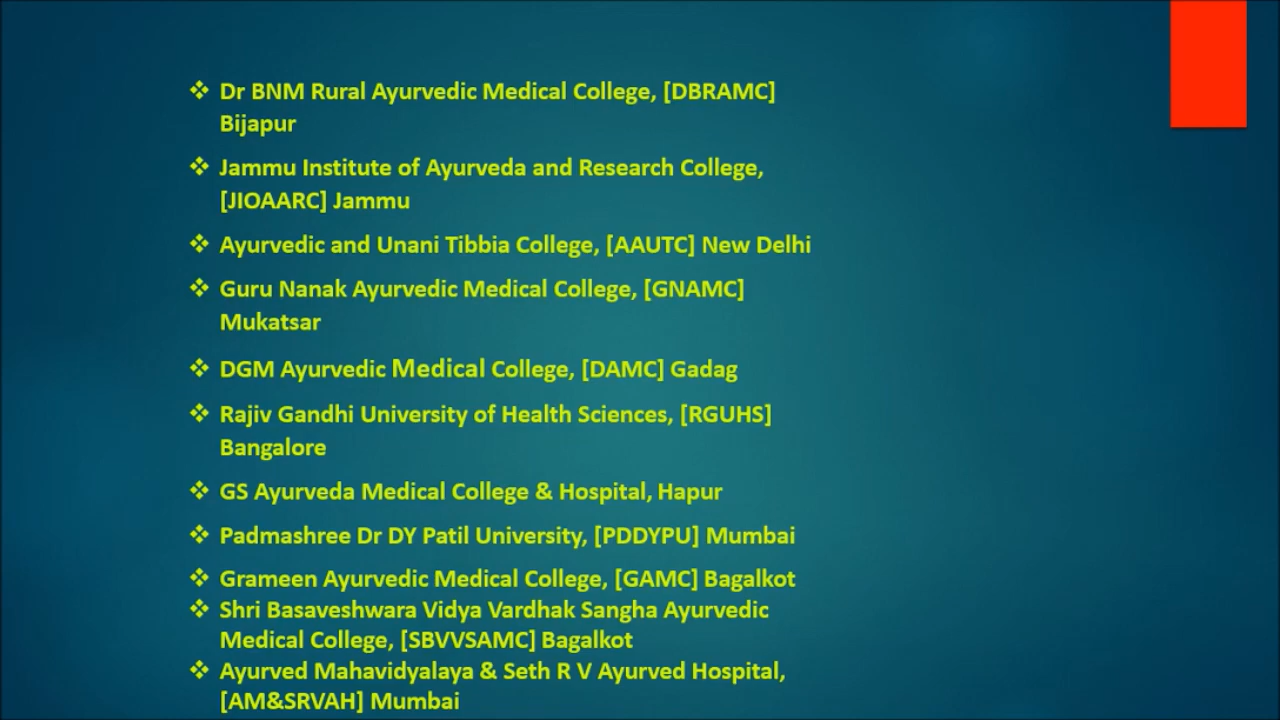 ❖ Dr BNM Rural Ayurvedic Medical College, [DBRAMC]
Bijapur
❖ Jammu Institute of Ayurveda and Research College,
[JIOAARC] Jammu
❖ Ayurvedic and Unani Tibbia College, [AAUTC] New Delhi
❖ Guru Nanak Ayurvedic Medical College, [GNAMC]
Mukatsar
❖ DGM Ayurvedic Medical College, [DAMC] Gadag
❖ Rajiv Gandhi University of Health Sciences, [RGUHS]
Bangalore
❖ GS Ayurveda Medical College & Hospital, Hapur
❖ Padmashree Dr DY Patil University, [PDDYPU] Mumbai
❖ Grameen Ayurvedic Medical College, [GAMC] Bagalkot
❖ Shri Basaveshwara Vidya Vardhak Sangha Ayurvedic
Medical College, [SBVVSAMC] Bagalkot
❖ Ayurved Mahavidyalaya & Seth R V Ayurved Hospital,
[AM&SRVAH] Mumbai